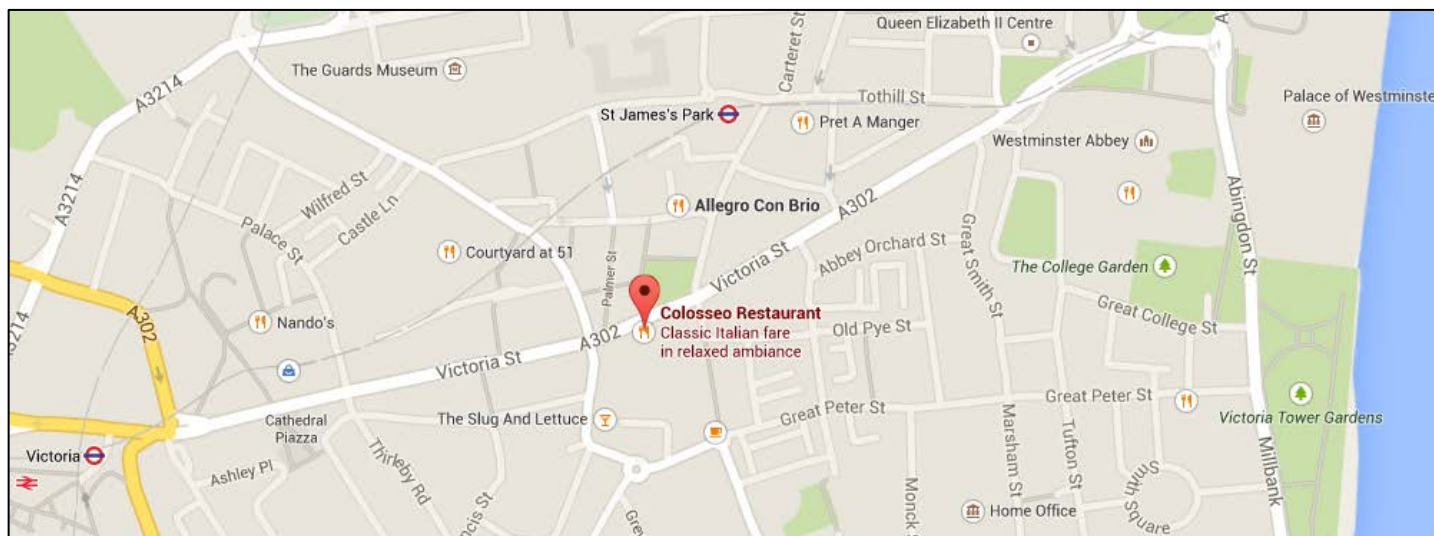 Queen Elizabeth II Centre
A3214
The Guards Museum
Carteret St
Tothill St
Palace of Westminster
St James's Park
Pret A Manger
Westminster Abbey
Wilfred St
Castle Ln
A3214
Allegro Con Brio
A302
Abingdon St
Palace St
Courtyard at 51
Palmer St
Victoria St
Abbey Orchard St
Great Smith St
The College Garden
Great College St
A3214
A302
Nando's
A302
Colosseo Restaurant
Classic Italian fare
in relaxed ambiance
Old Pye St
Victoria St
Cathedral
Piazza
The Slug And Lettuce
Great Peter St
Great Peter St
Victoria Tower Gardens
Victoria
Ashley Pl
Thirleby Rd
Marsham St
Tufton St
Smith
Square
Millbank
Monck
Home Office